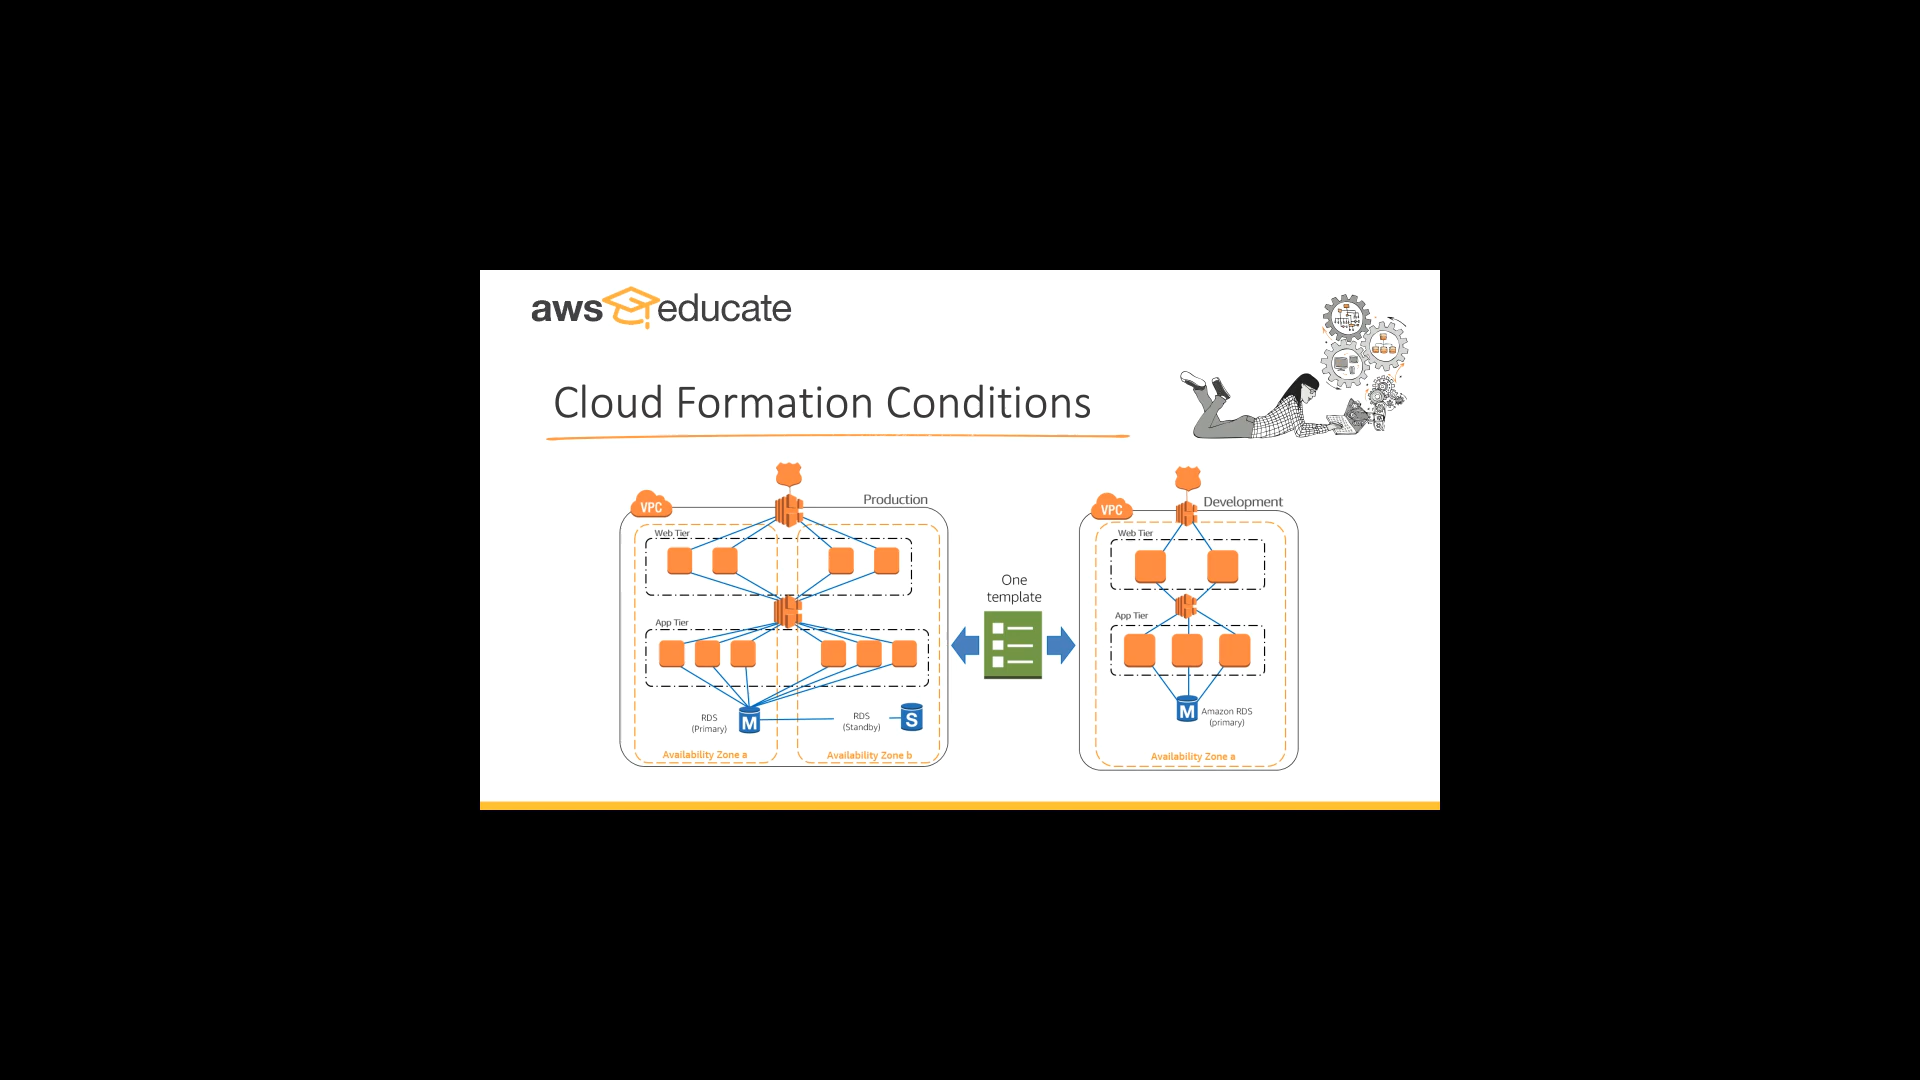 aws educate
Cloud Formation Conditions
VPC
Production
Web Tier
App Tier
RDS
(Primary)
M
RDS
(Standby)
S
Availability Zone a
Availability Zone b
One
template
VPC
Development
Web Tier
App Tier
M
Amazon RDS
(primary)
Availability Zone a